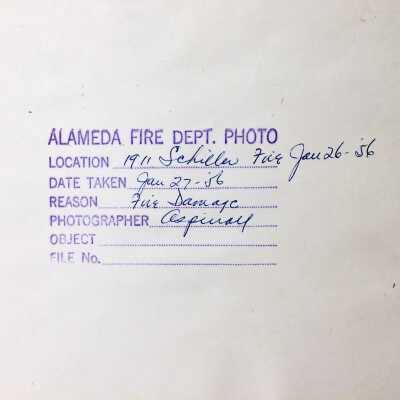 ALAMEDA FIRE DEPT. PHOTO
LOCATION 1911 Schiller Fire Jan 26-56
DATE TAKEN Jan 27-56
REASON Fire Damage
PHOTOGRAPHER Aspinall
OBJECT
FILE No.